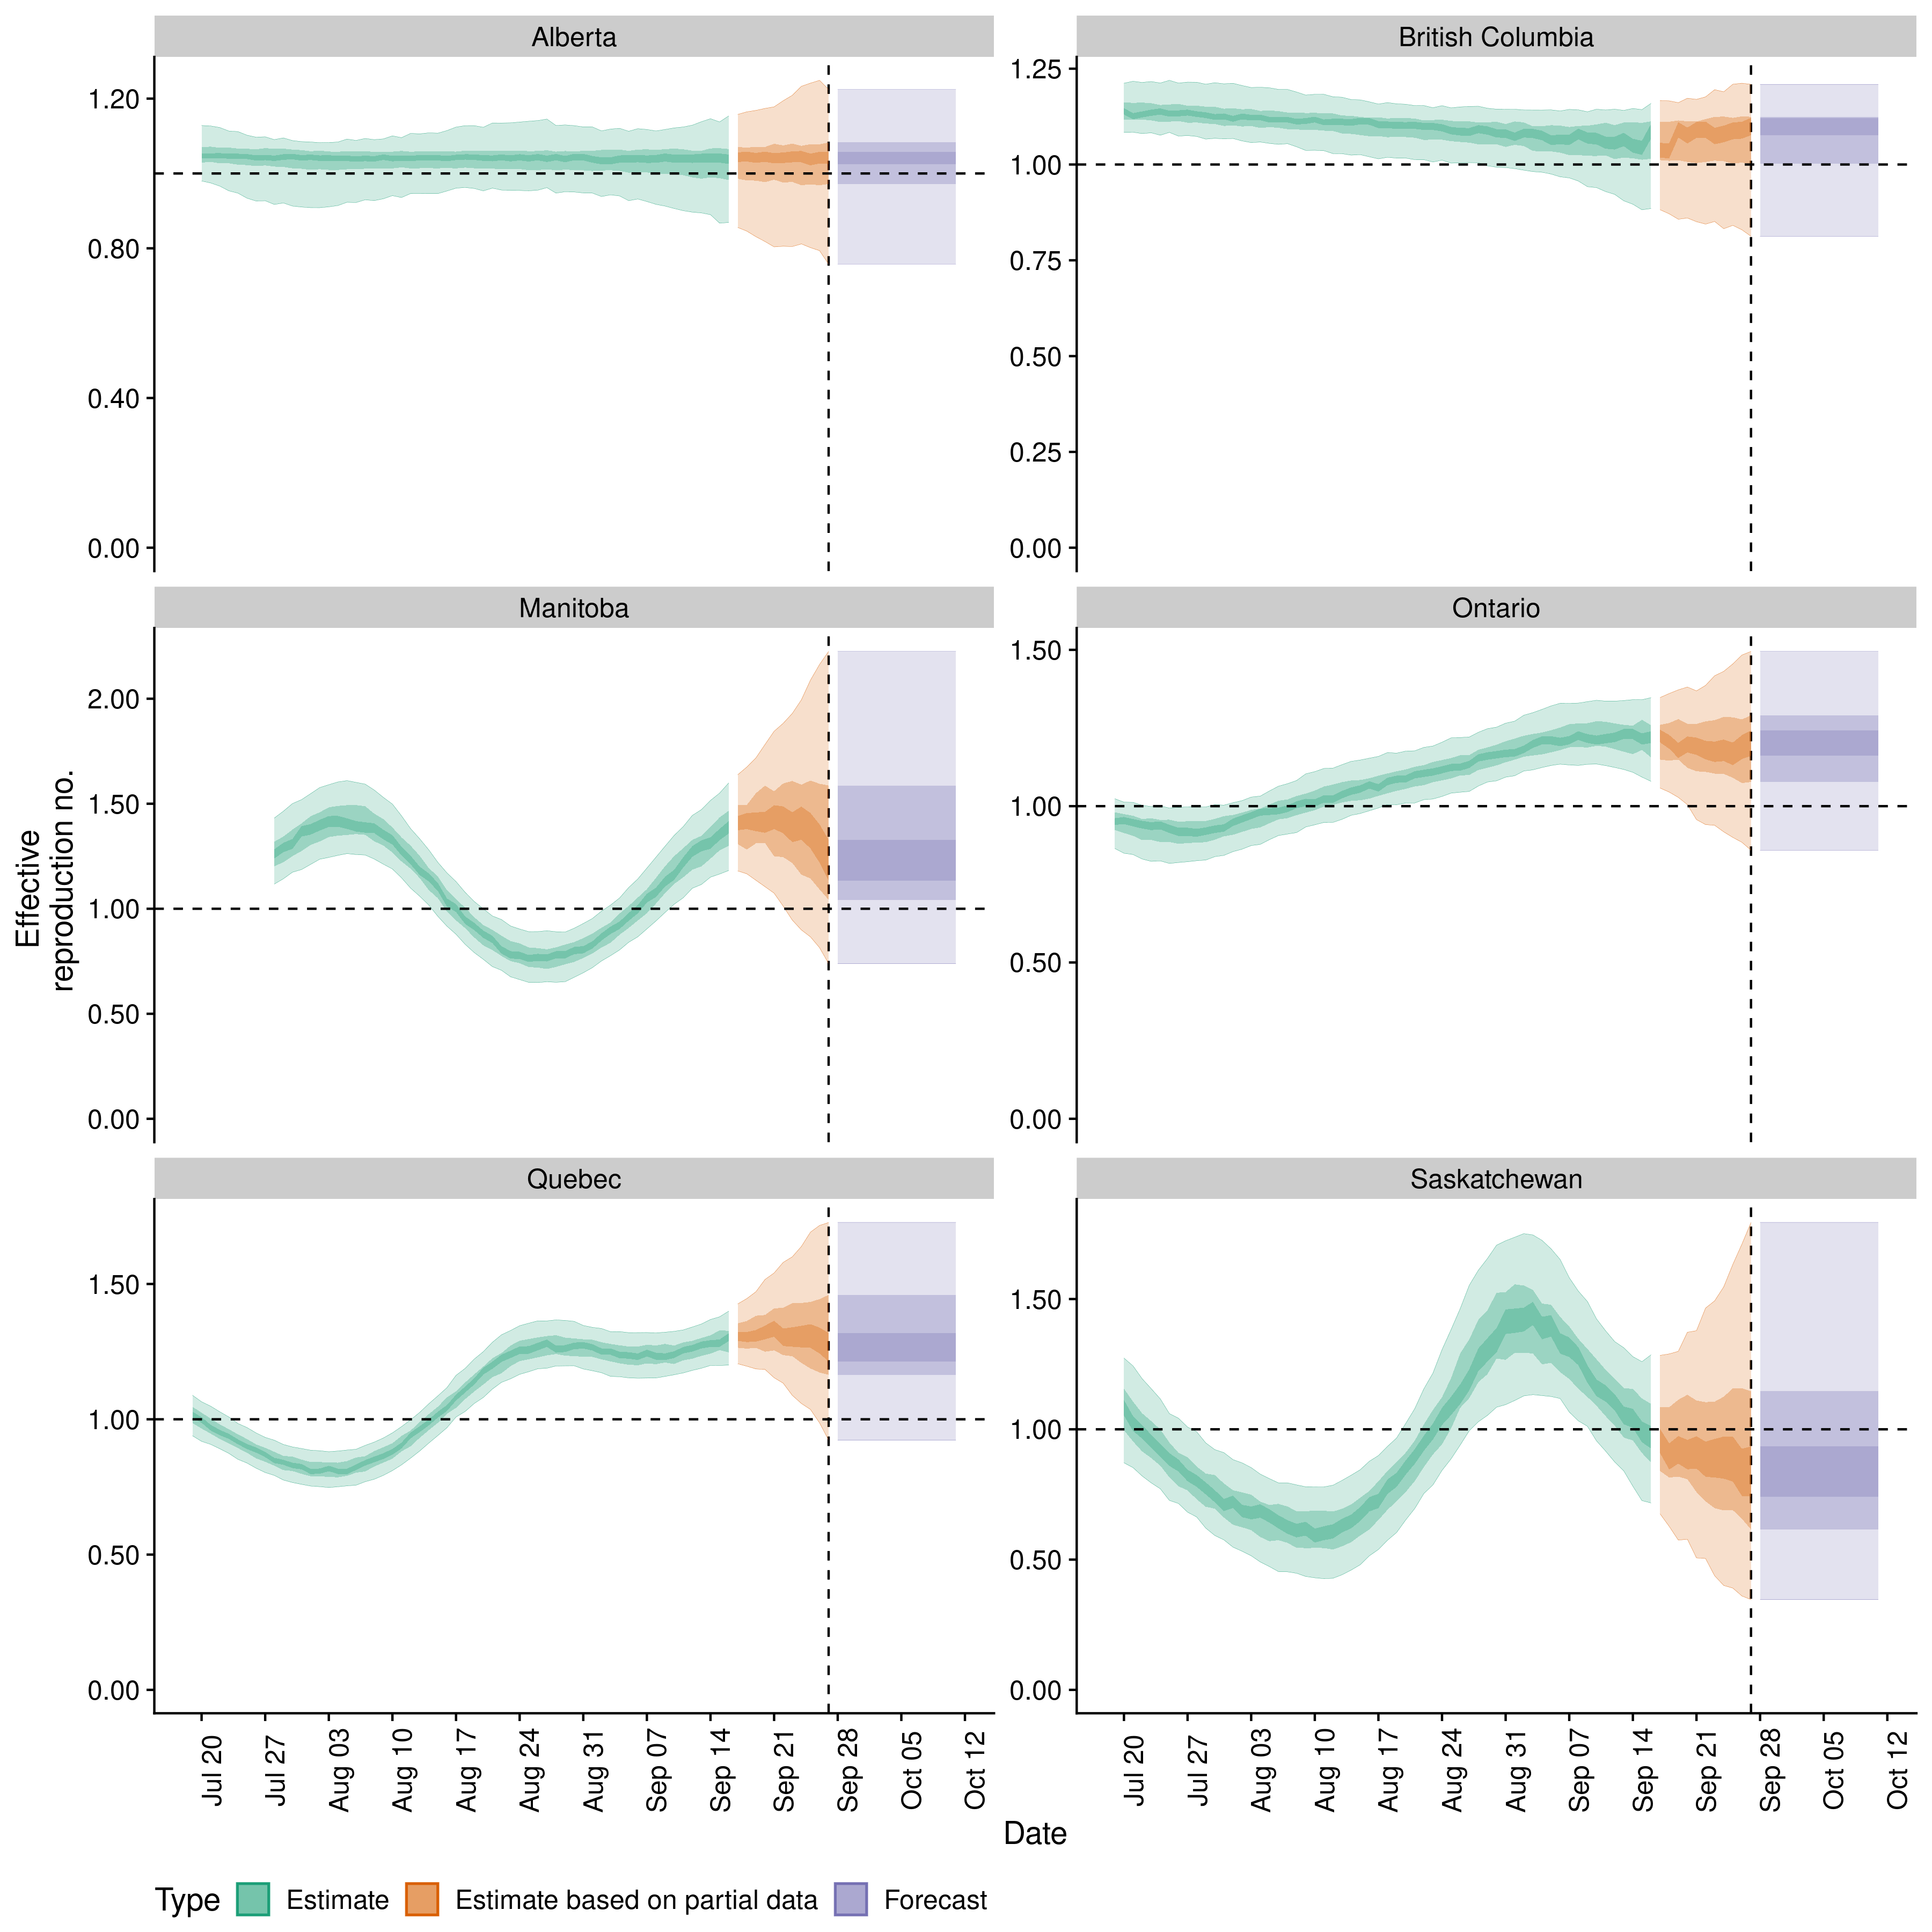 Alberta
British Columbia
1.20
0.80
0.40
0.00
1.25
1.00
0.75
0.50
0.25
0.00
Manitoba
Ontario
2.00
1.50
1.00
0.50
0.00
1.50
1.00
0.50
0.00
Effective
reproduction no.
Quebec
Saskatchewan
1.50
1.00
0.50
0.00
1.50
1.00
0.50
0.00
Jul 20
Jul 27
Aug 03
Aug 10
Aug 17
Aug 24
Aug 31
Sep 07
Sep 14
Sep 21
Sep 28
Oct 05
Oct 12
Jul 20
Jul 27
Aug 03
Aug 10
Aug 17
Aug 24
Aug 31
Sep 07
Sep 14
Sep 21
Sep 28
Oct 05
Oct 12
Date
Type Estimate Estimate based on partial data Forecast